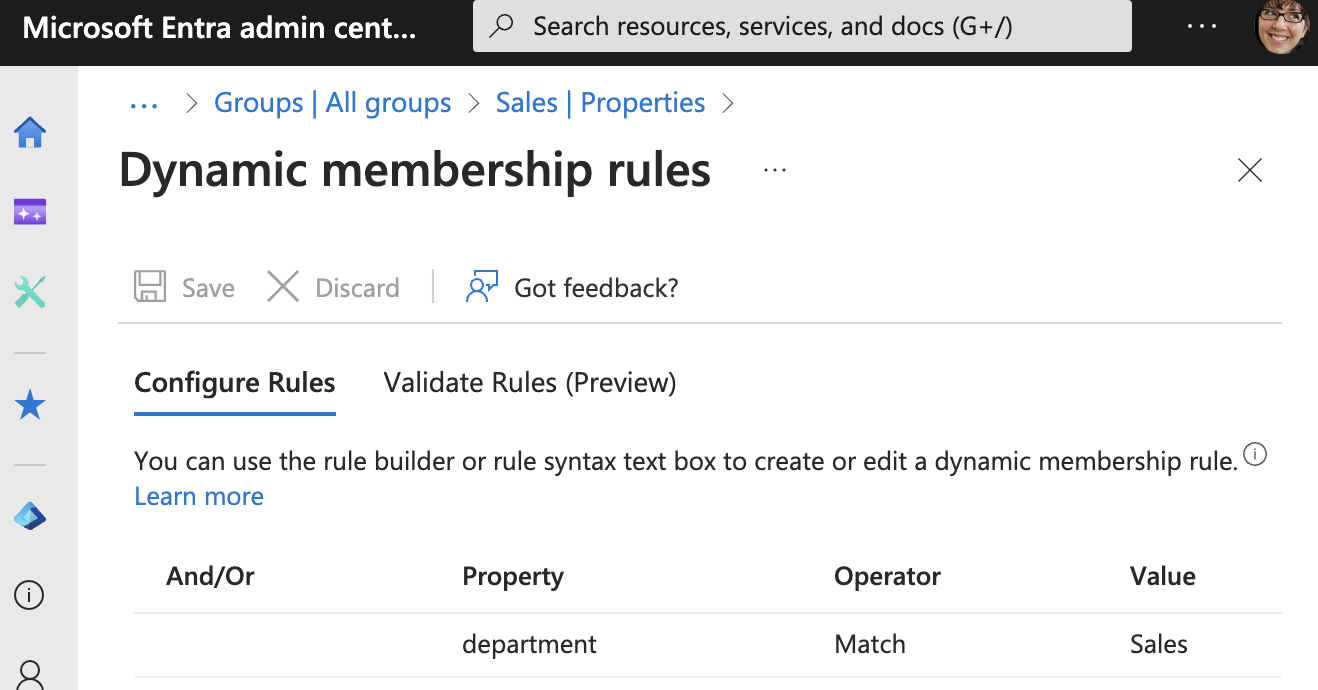 Microsoft Entra admin cent...
Search resources, services, and docs (G+/)
...
... > Groups | All groups > Sales | Properties >
Dynamic membership rules ...
Save Discard Got feedback?
Configure Rules Validate Rules (Preview)
You can use the rule builder or rule syntax text box to create or edit a dynamic membership rule.
Learn more
And/Or Property Operator Value
department Match Sales